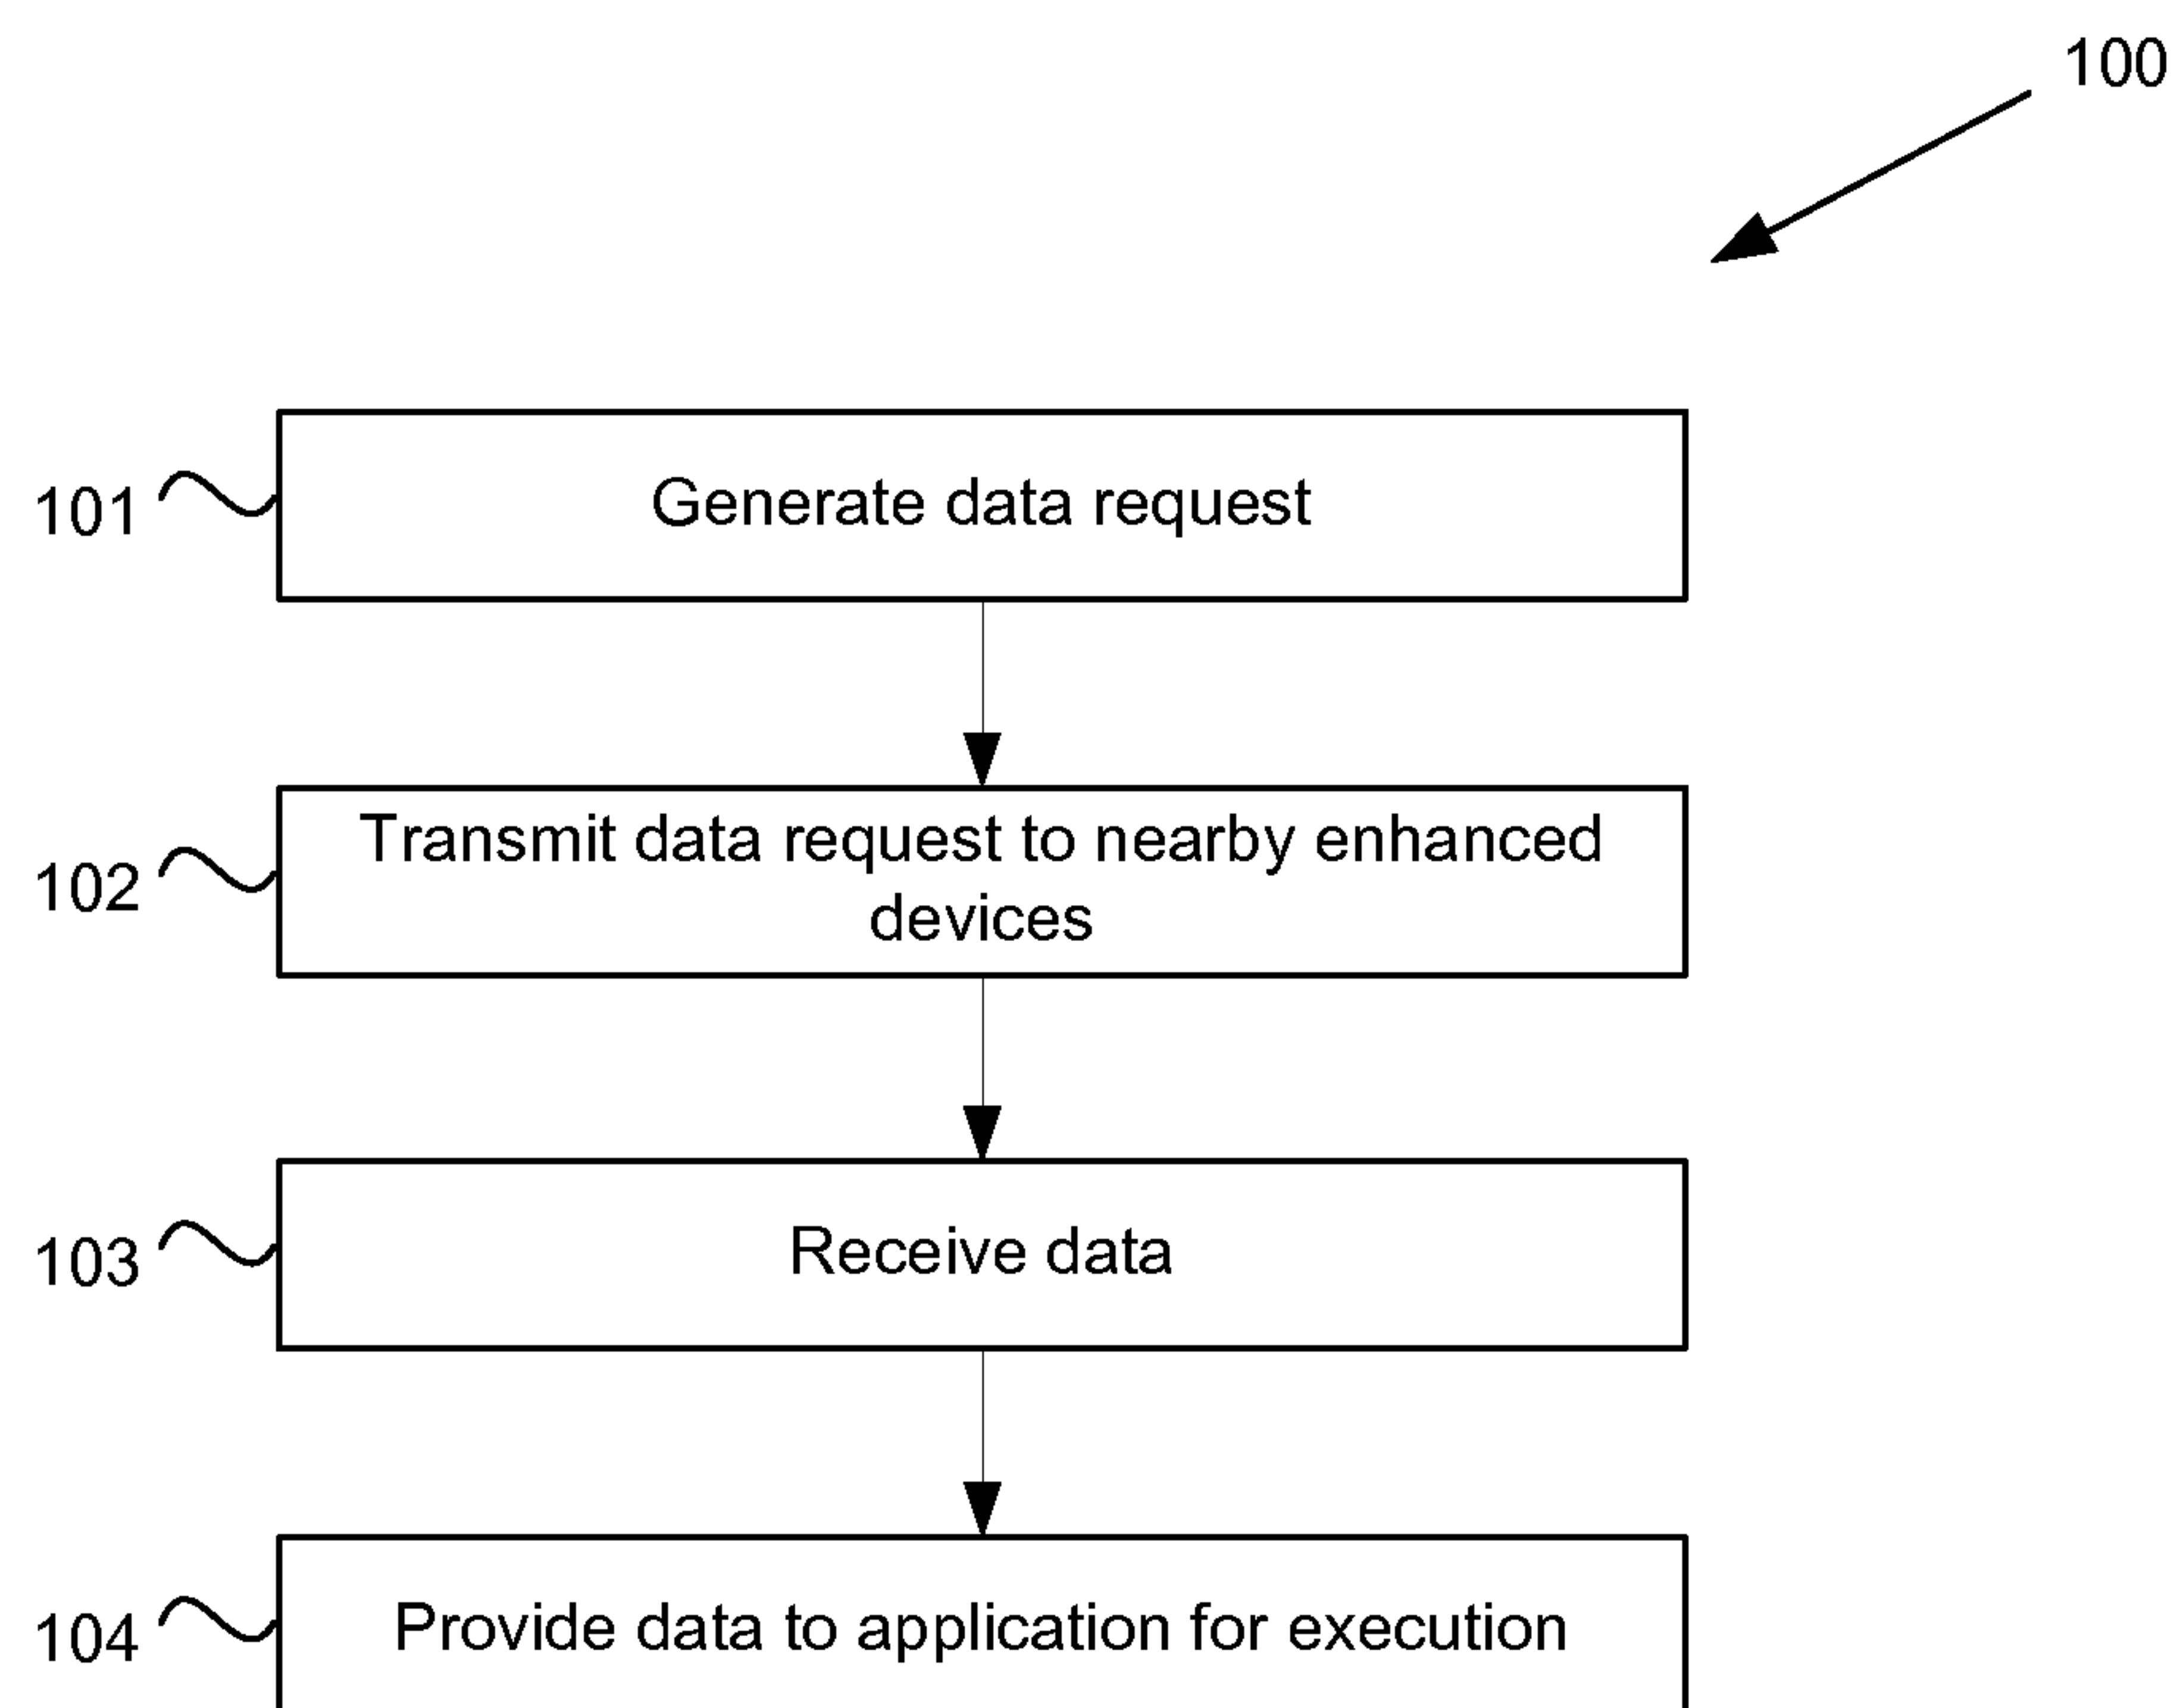 100
101
Generate data request
102
Transmit data request to nearby enhanced
devices
103
Receive data
104
Provide data to application for execution